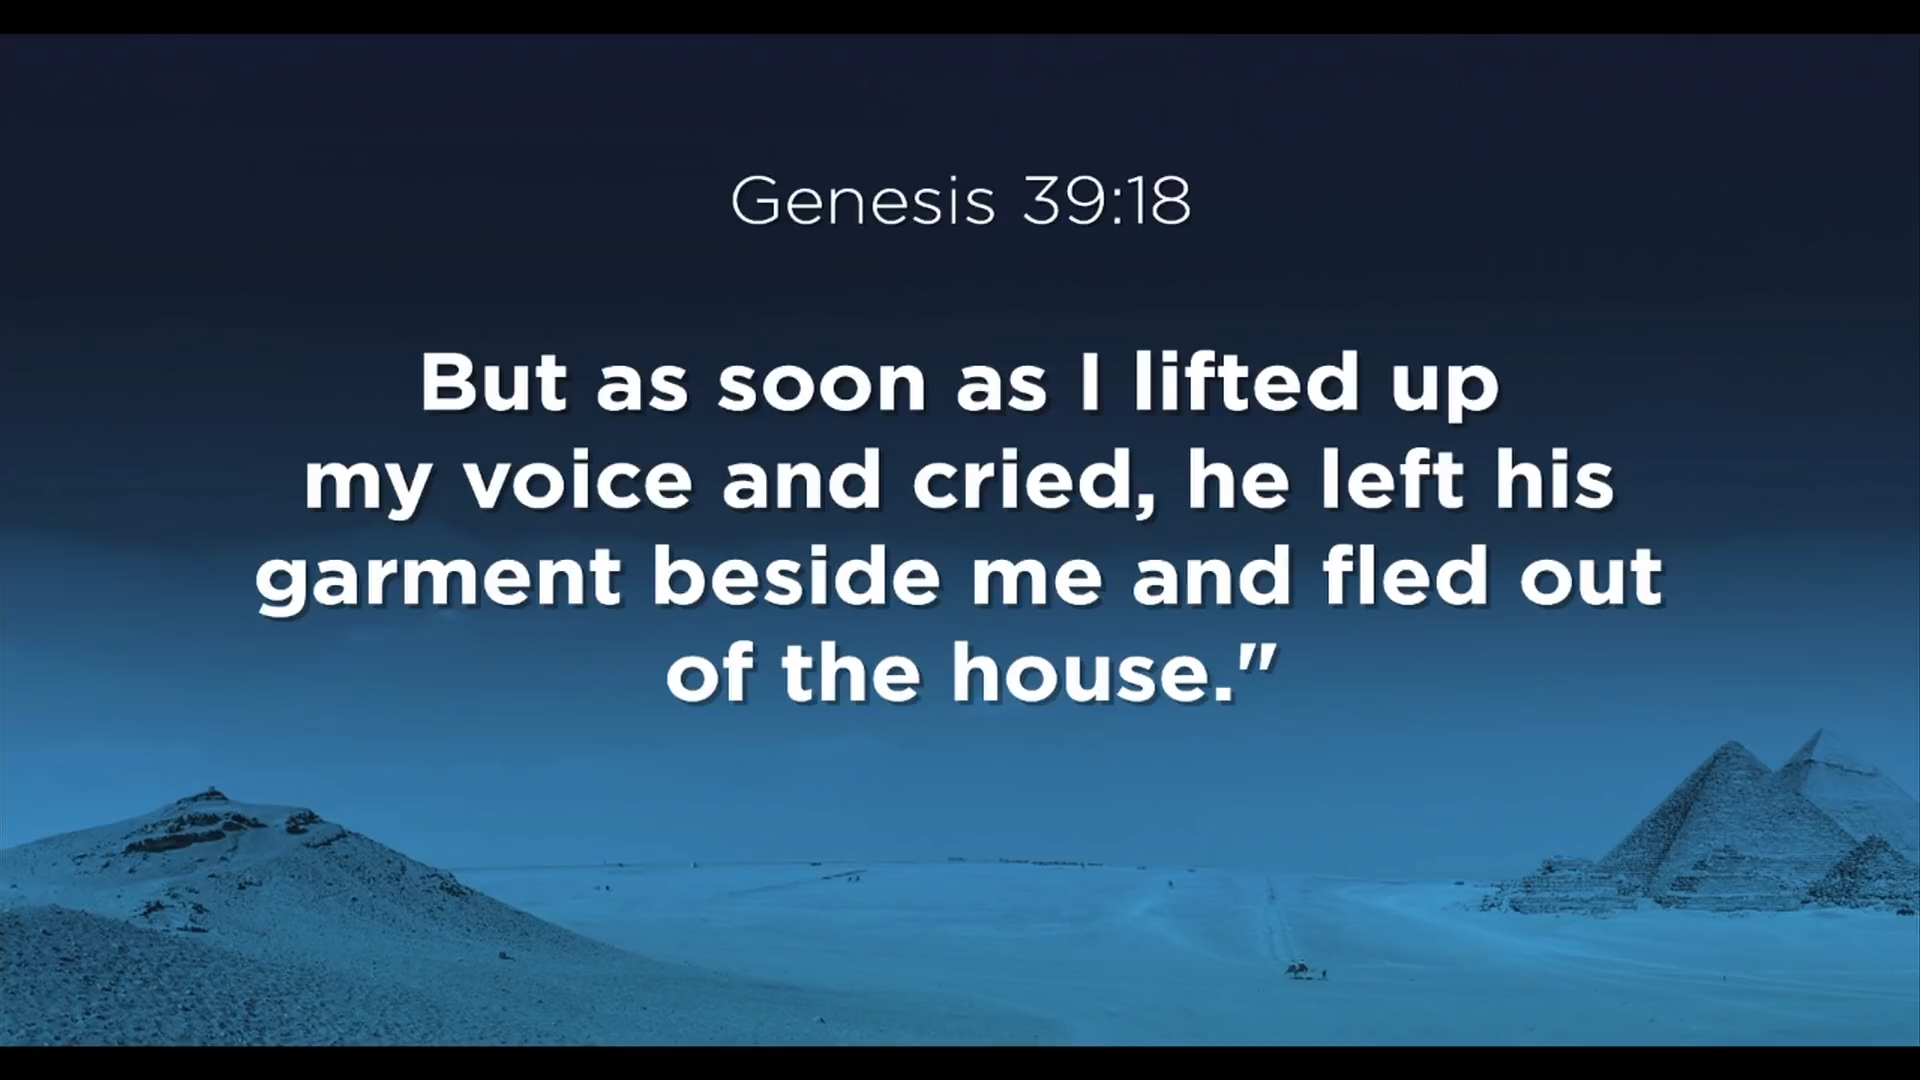 Genesis 39:18
But as soon as I lifted up
my voice and cried, he left his
garment beside me and fled out
of the house."